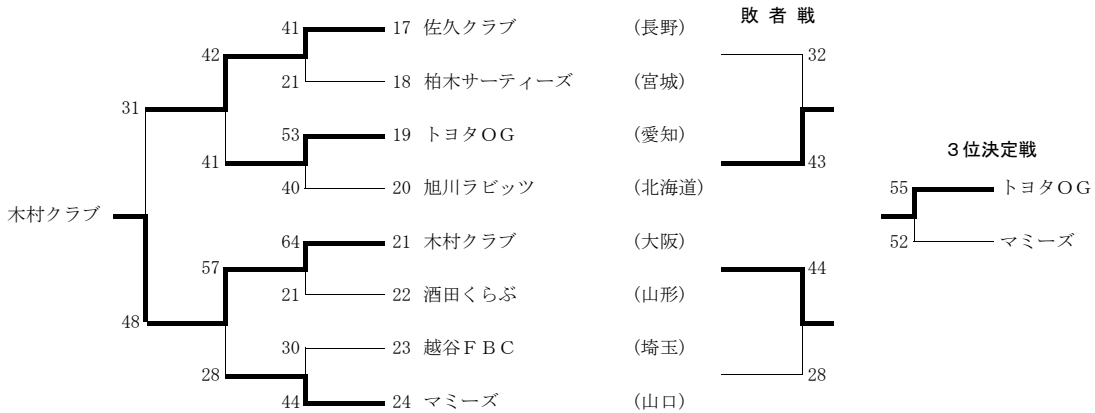 敗 者 戦
41 17 佐久クラブ (長野)
42 32
21 18 柏木サーティーズ (宮城)
31
53 19 トヨタOG (愛知)
41 43
3位決定戦
40 20 旭川ラビッツ (北海道)
55 トヨタOG
木村クラブ
64 21 木村クラブ (大阪)
52 マミーズ
57 44
21 22 酒田くらぶ (山形)
48
30 23 越谷FBC (埼玉)
28 28
44 24 マミーズ (山口)